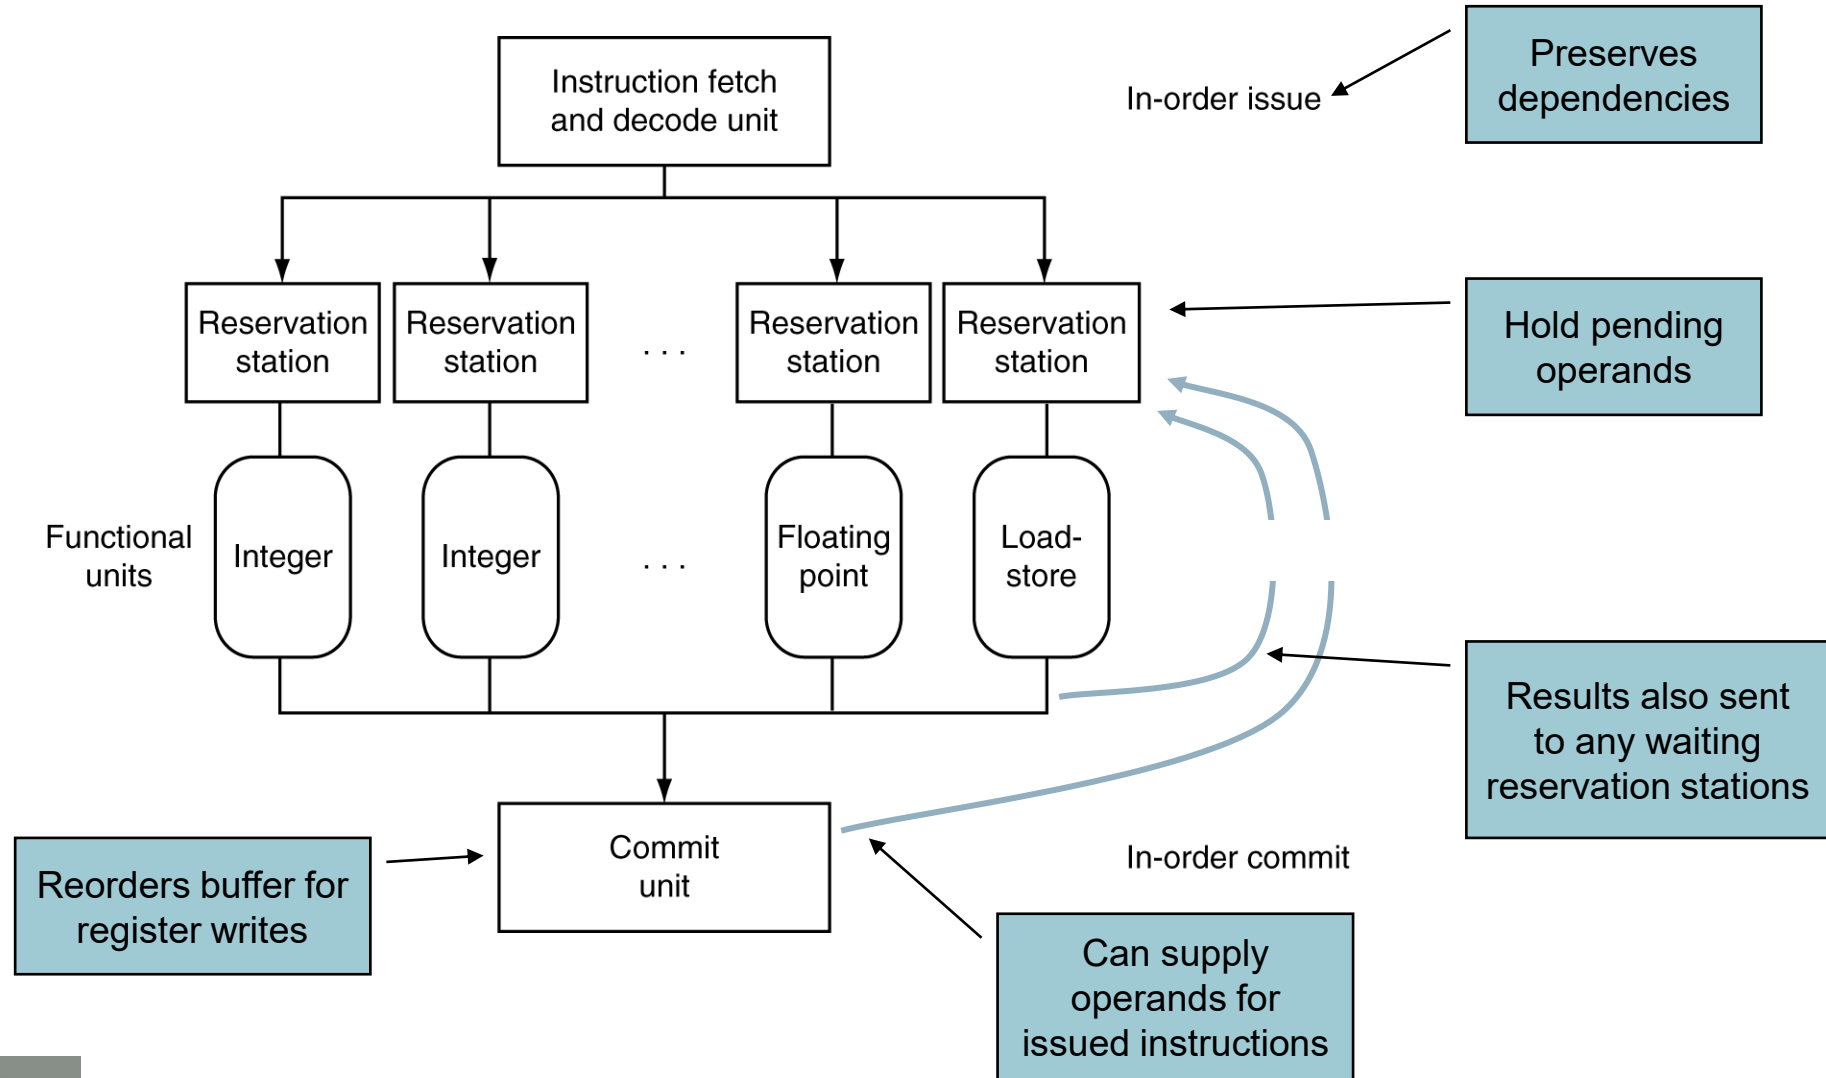 Instruction fetch
and decode unit
In-order issue
Preserves
dependencies
Reservation
station
Reservation
station
. . .
Reservation
station
Reservation
station
Hold pending
operands
Functional
units
Integer
Integer
. . .
Floating
point
Load-
store
Results also sent
to any waiting
reservation stations
Commit
unit
In-order commit
Reorders buffer for
register writes
Can supply
operands for
issued instructions